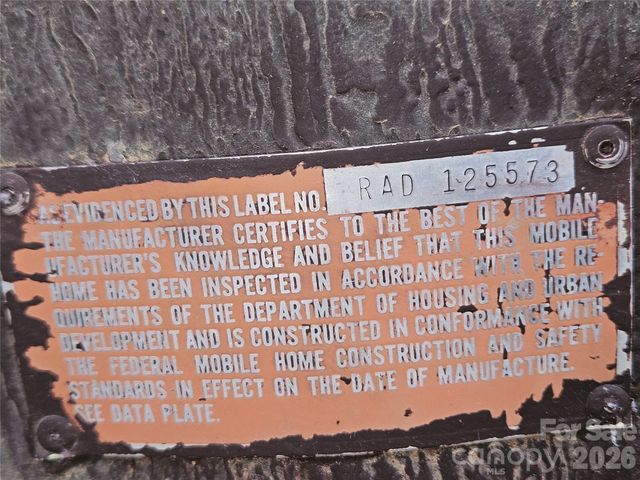 AS EVIDENCED BY THIS LABEL NO. RAD 125573
THE MANUFACTURER CERTIFIES TO THE BEST OF THE MAN-
UFACTURER'S KNOWLEDGE AND BELIEF THAT THIS MOBILE
HOME HAS BEEN INSPECTED IN ACCORDANCE WITH THE RE-
QUIREMENTS OF THE DEPARTMENT OF HOUSING AND URBAN
DEVELOPMENT AND IS CONSTRUCTED IN CONFORMANCE WITH
THE FEDERAL MOBILE HOME CONSTRUCTION AND SAFETY
STANDARDS IN EFFECT ON THE DATE OF MANUFACTURE.
SEE DATA PLATE.
For Sale
canopy 2026
MLS